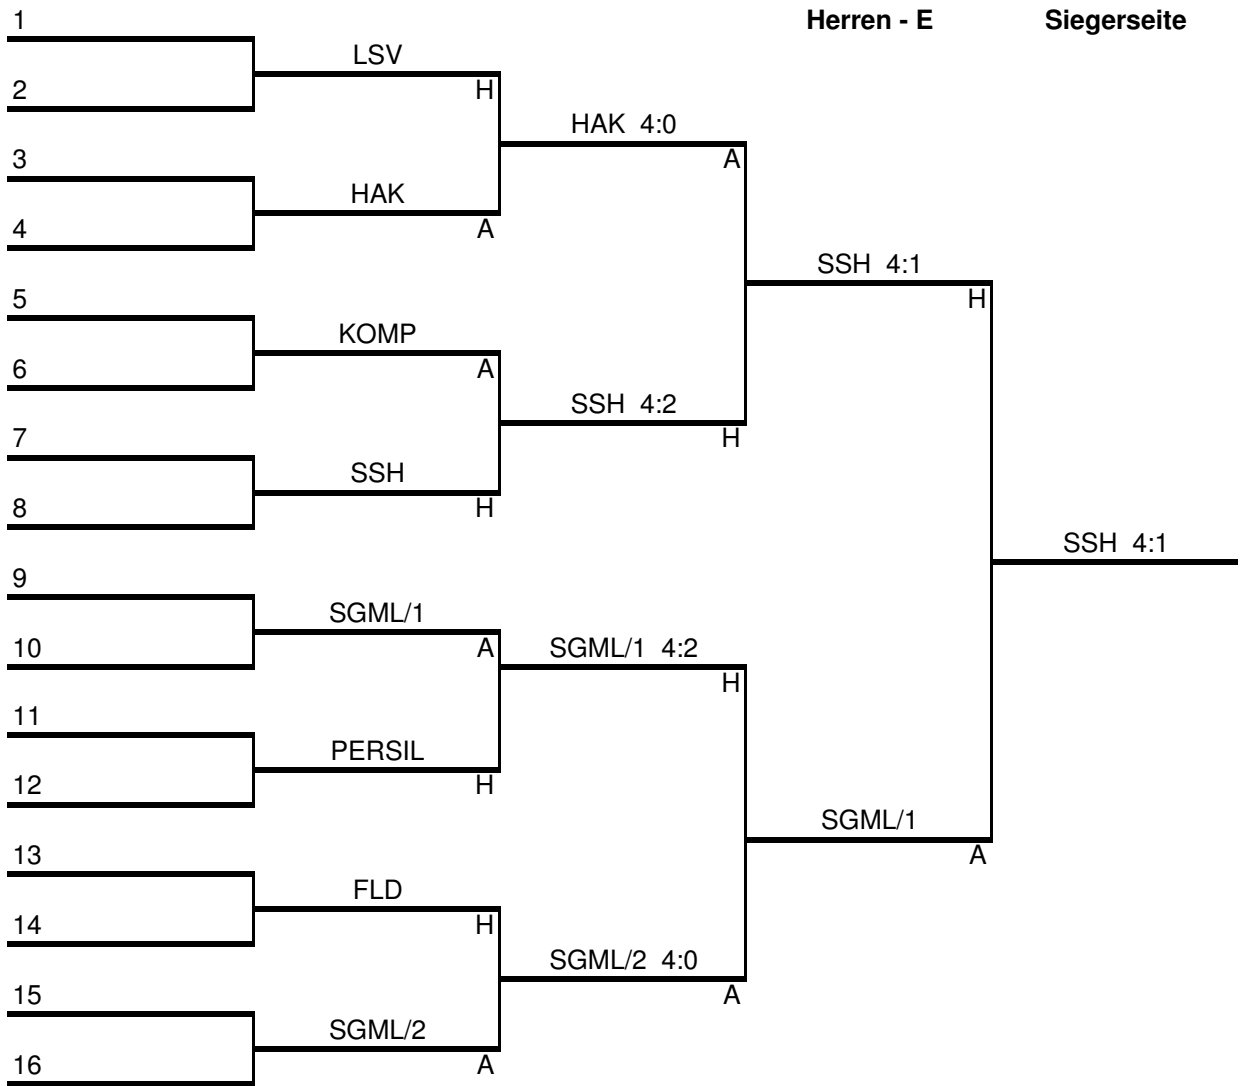 1
Herren - E
Siegerseite
LSV
2
H
HAK 4:0
3
A
HAK
4
A
SSH 4:1
5
H
KOMP
6
A
SSH 4:2
7
H
SSH
8
H
SSH 4:1
9
SGML/1
10
A
SGML/1 4:2
H
11
PERSIL
12
H
SGML/1
13
A
FLD
14
H
SGML/2 4:0
15
A
SGML/2
16
A